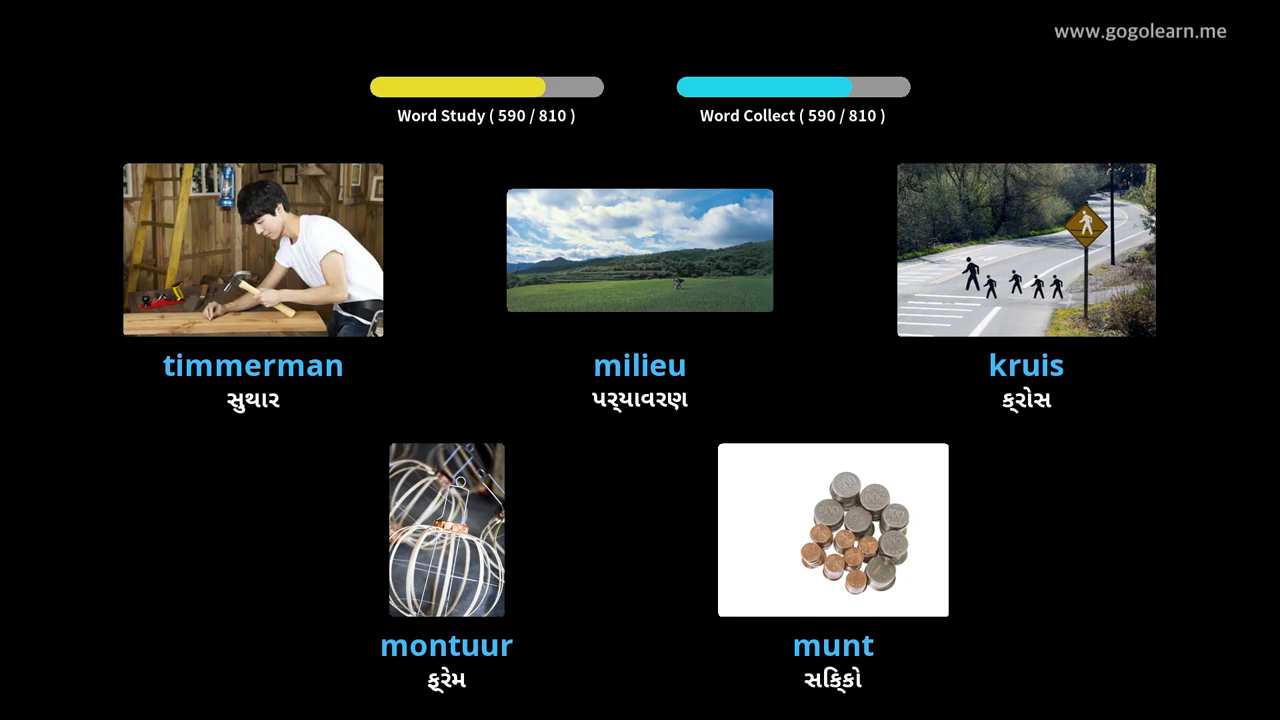 www.gogolearn.me
Word Study ( 590 / 810 )
Word Collect ( 590 / 810 )
timmerman
સુથાર
milieu
પર્યાવરણ
kruis
ક્રોસ
montuur
ફ્રેમ
munt
સિક્કો